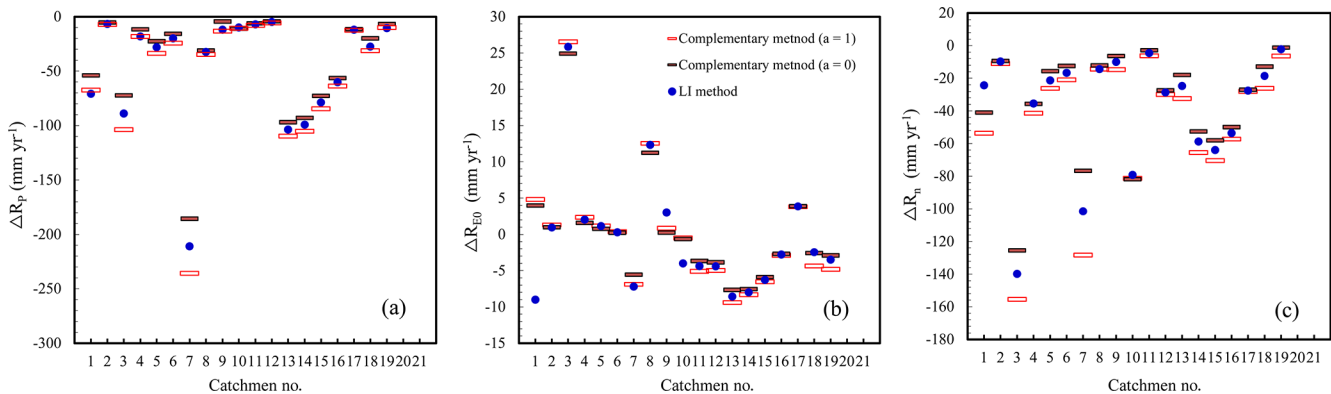 0
-50
-100
-150
-200
-250
-300
△R_P (mm yr⁻¹)
(a)
1 2 3 4 5 6 7 8 9 10 11 12 13 14 15 16 17 18 19 20 21
Catchmen no.
30
25
20
15
10
5
0
-5
-10
-15
△R_E0 (mm yr⁻¹)
Complementary metnod (a = 1)
Complementary metnod (a = 0)
LI method
(b)
1 2 3 4 5 6 7 8 9 10 11 12 13 14 15 16 17 18 19 20 21
Catchmen no.
20
0
-20
-40
-60
-80
-100
-120
-140
-160
-180
△R_n (mm yr⁻¹)
(c)
1 2 3 4 5 6 7 8 9 10 11 12 13 14 15 16 17 18 19 20 21
Catchmen no.